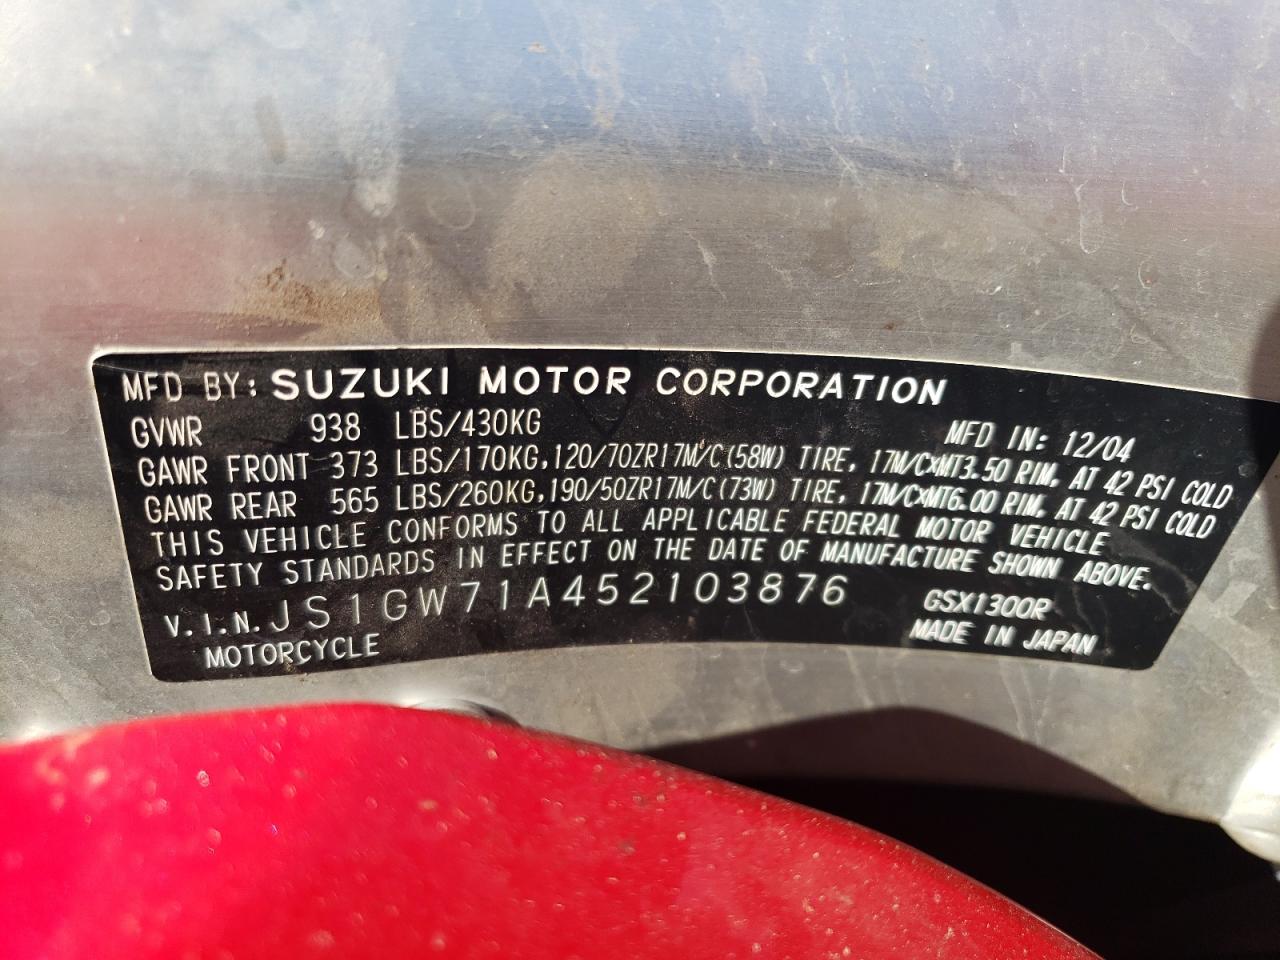 MFD BY: SUZUKI MOTOR CORPORATION
GVWR 938 LBS/430KG MFD IN: 12/04
GAWR FRONT 373 LBS/170KG,120/70ZR17M/C(58W) TIRE, 17M/C×MT3.50 RIM, AT 42 PSI COLD
GAWR REAR 565 LBS/260KG,190/50ZR17M/C(73W) TIRE, 17M/C×MT6.00 RIM, AT 42 PSI COLD
THIS VEHICLE CONFORMS TO ALL APPLICABLE FEDERAL MOTOR VEHICLE
SAFETY STANDARDS IN EFFECT ON THE DATE OF MANUFACTURE SHOWN ABOVE.
V.I.N. JS1GW71A452103876 GSX1300R
MOTORCYCLE MADE IN JAPAN